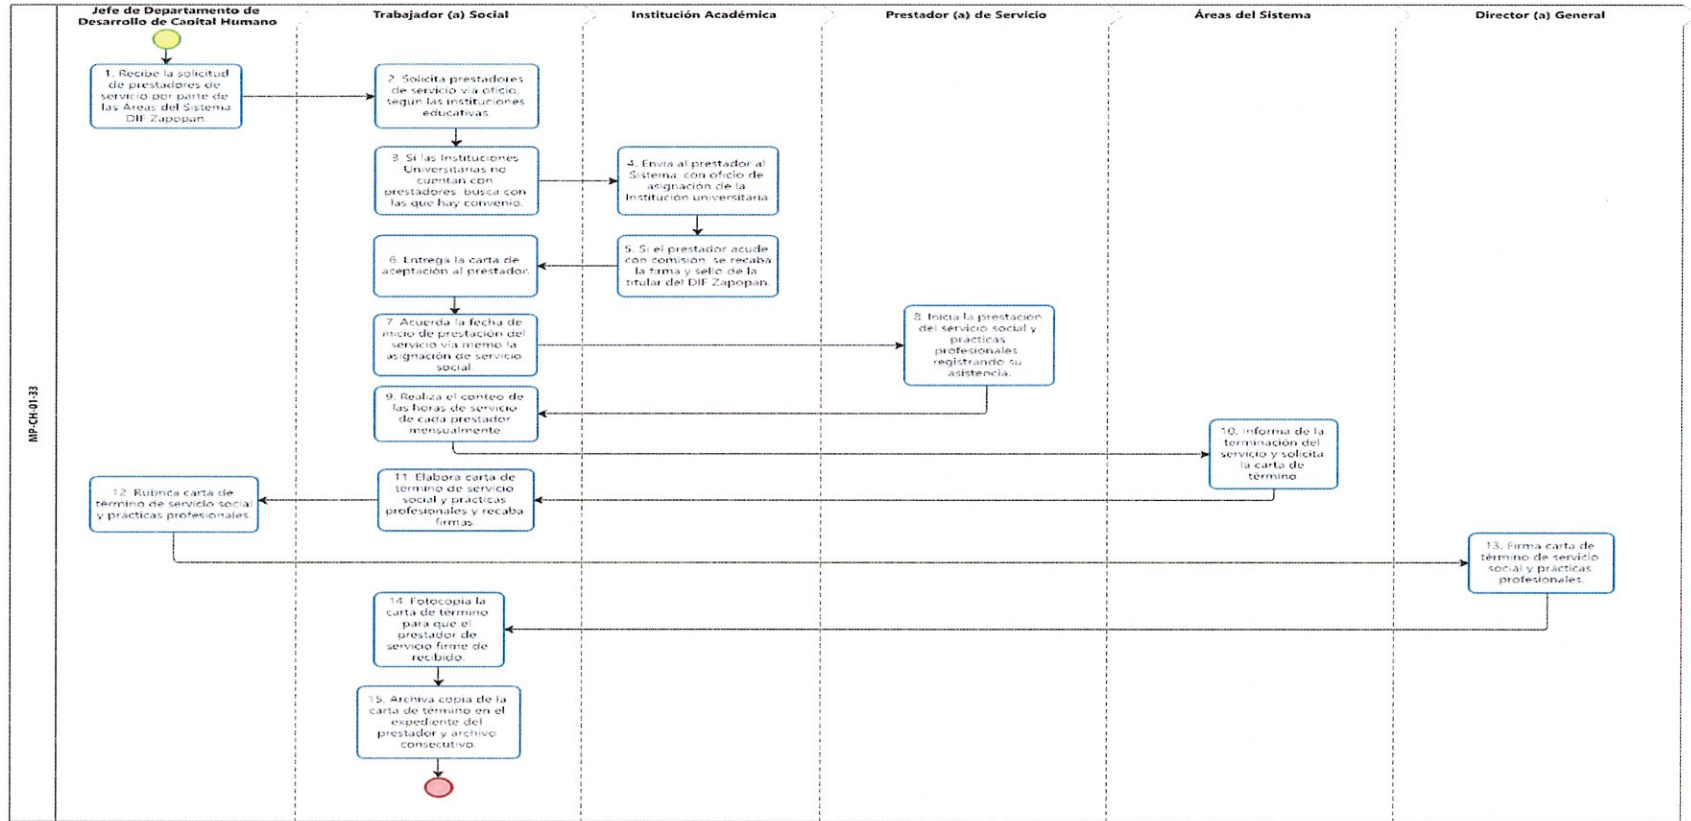 Jefe de Departamento de
Desarrollo de Capital Humano
Trabajador (a) Social
Institución Académica
Prestador (a) de Servicio
Áreas del Sistema
Director (a) General
MP-CH-01-33
1. Recibe la solicitud
de prestadores de
servicio por parte de
las Áreas del Sistema
DIF Zapopan.
2. Solicita prestadores
de servicio vía oficio,
según las instituciones
educativas.
3. Si las Instituciones
Universitarias no
cuentan con
prestadores, busca con
las que hay convenio.
4. Envía al prestador al
Sistema, con oficio de
asignación de la
Institución universitaria.
5. Si el prestador acude
con comisión, se recaba
la firma y sello de la
titular del DIF Zapopan.
6. Entrega la carta de
aceptación al prestador.
7. Acuerda la fecha de
inicio de prestación del
servicio vía memo la
asignación de servicio
social.
8. Inicia la prestación
del servicio social y
prácticas
profesionales
registrando su
asistencia.
9. Realiza el conteo de
las horas de servicio
de cada prestador
mensualmente.
10. Informa de la
terminación del
servicio y solicita
la carta de
término.
11. Elabora carta de
término de servicio
social y prácticas
profesionales y recaba
firmas.
12. Rubrica carta de
término de servicio social
y prácticas profesionales.
13. Firma carta de
término de servicio
social y prácticas
profesionales.
14. Fotocopia la
carta de término
para que el
prestador de
servicio firme de
recibido.
15. Archiva copia de la
carta de término en el
expediente del
prestador y archivo
consecutivo.